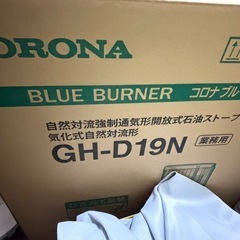 ORONA
BLUE BURNER コロナブル
自然対流強制通気形開放式石油ストーブ
気化式自然対流形
GH-D19N 業務用